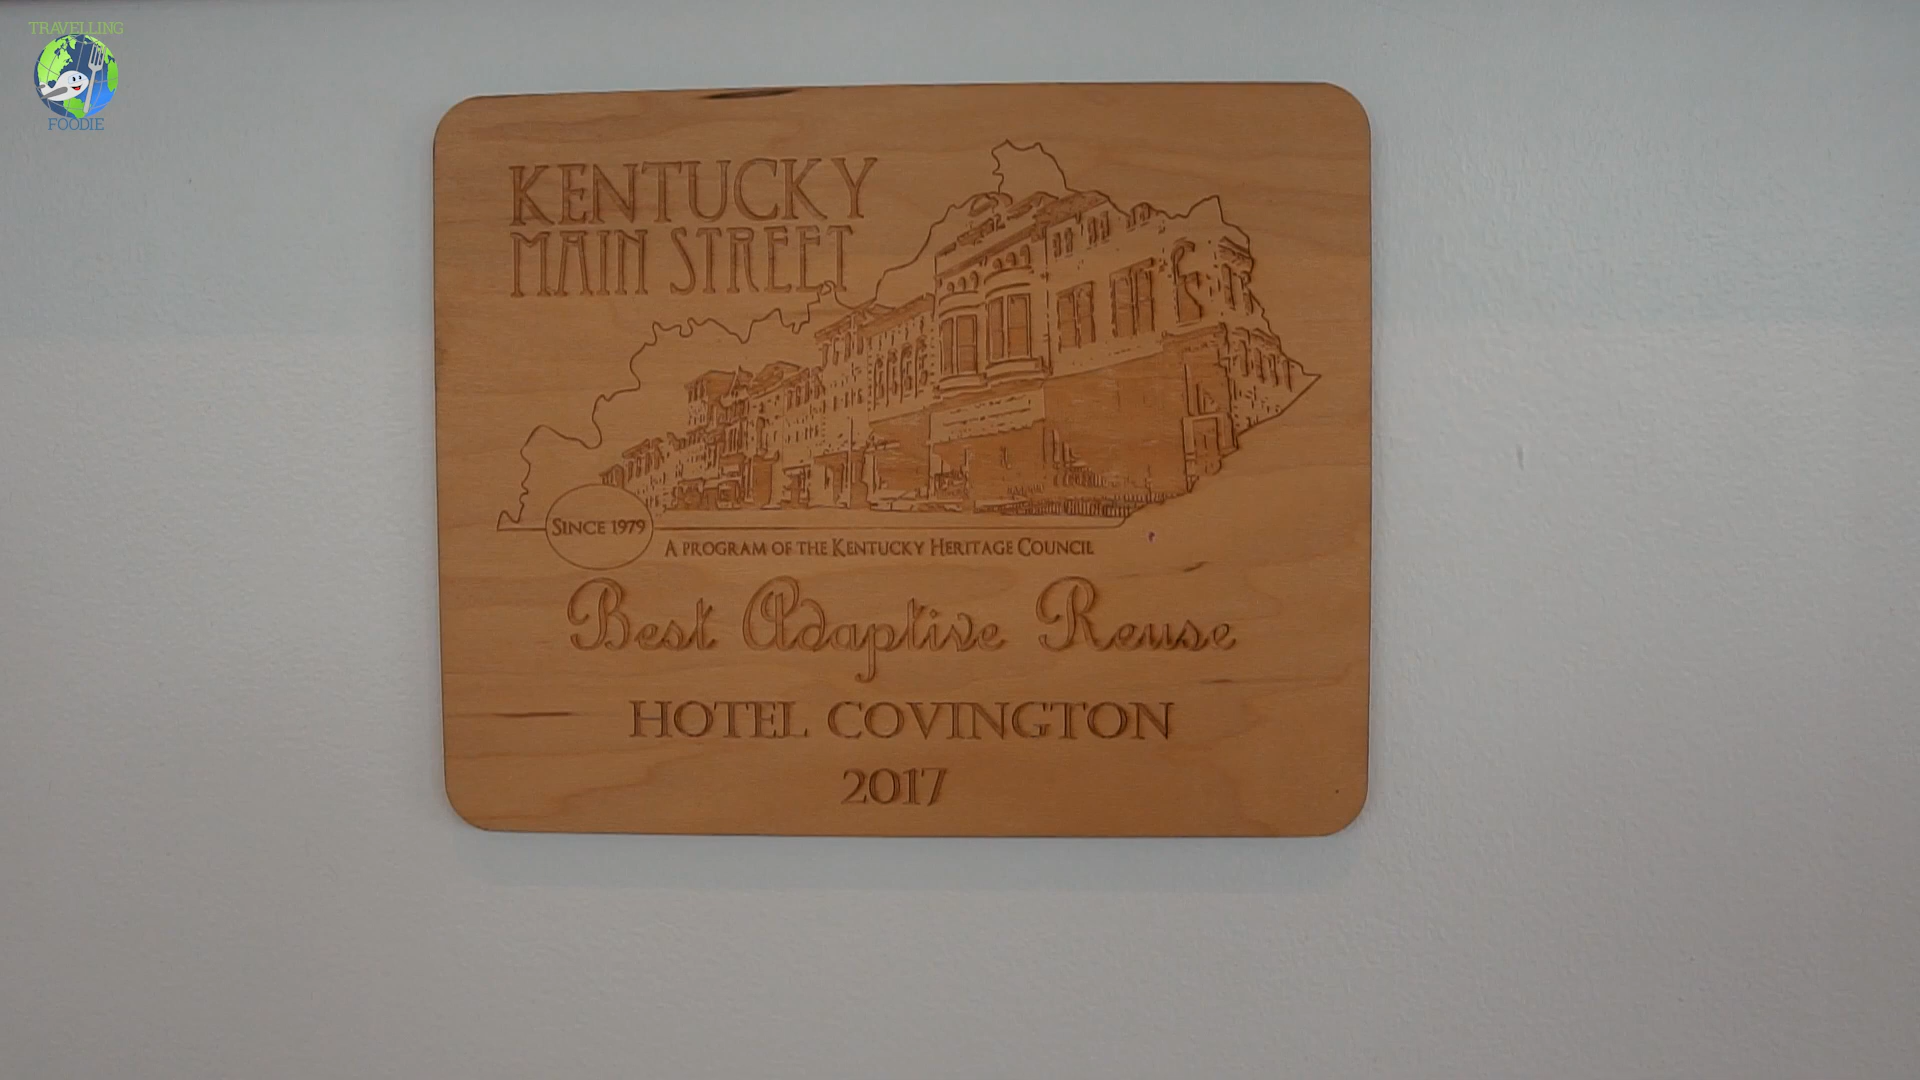 TRAVELLING
FOODIE
KENTUCKY
MAIN STREET
SINCE 1979
A PROGRAM OF THE KENTUCKY HERITAGE COUNCIL
Best Adaptive Reuse
HOTEL COVINGTON
2017